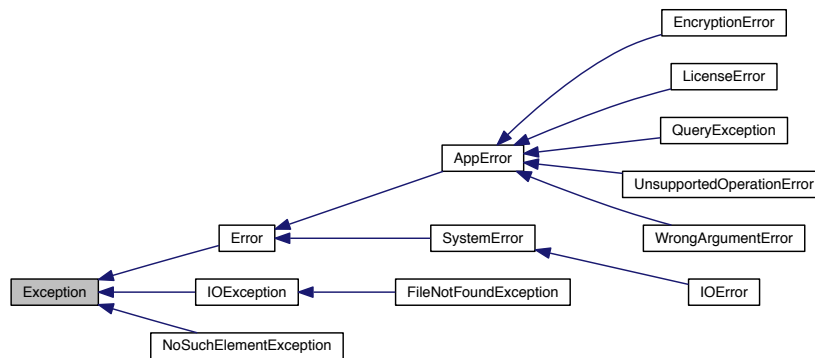 EncryptionError
LicenseError
QueryException
AppError
UnsupportedOperationError
Error
SystemError
WrongArgumentError
Exception
IOException
FileNotFoundException
IOError
NoSuchElementException